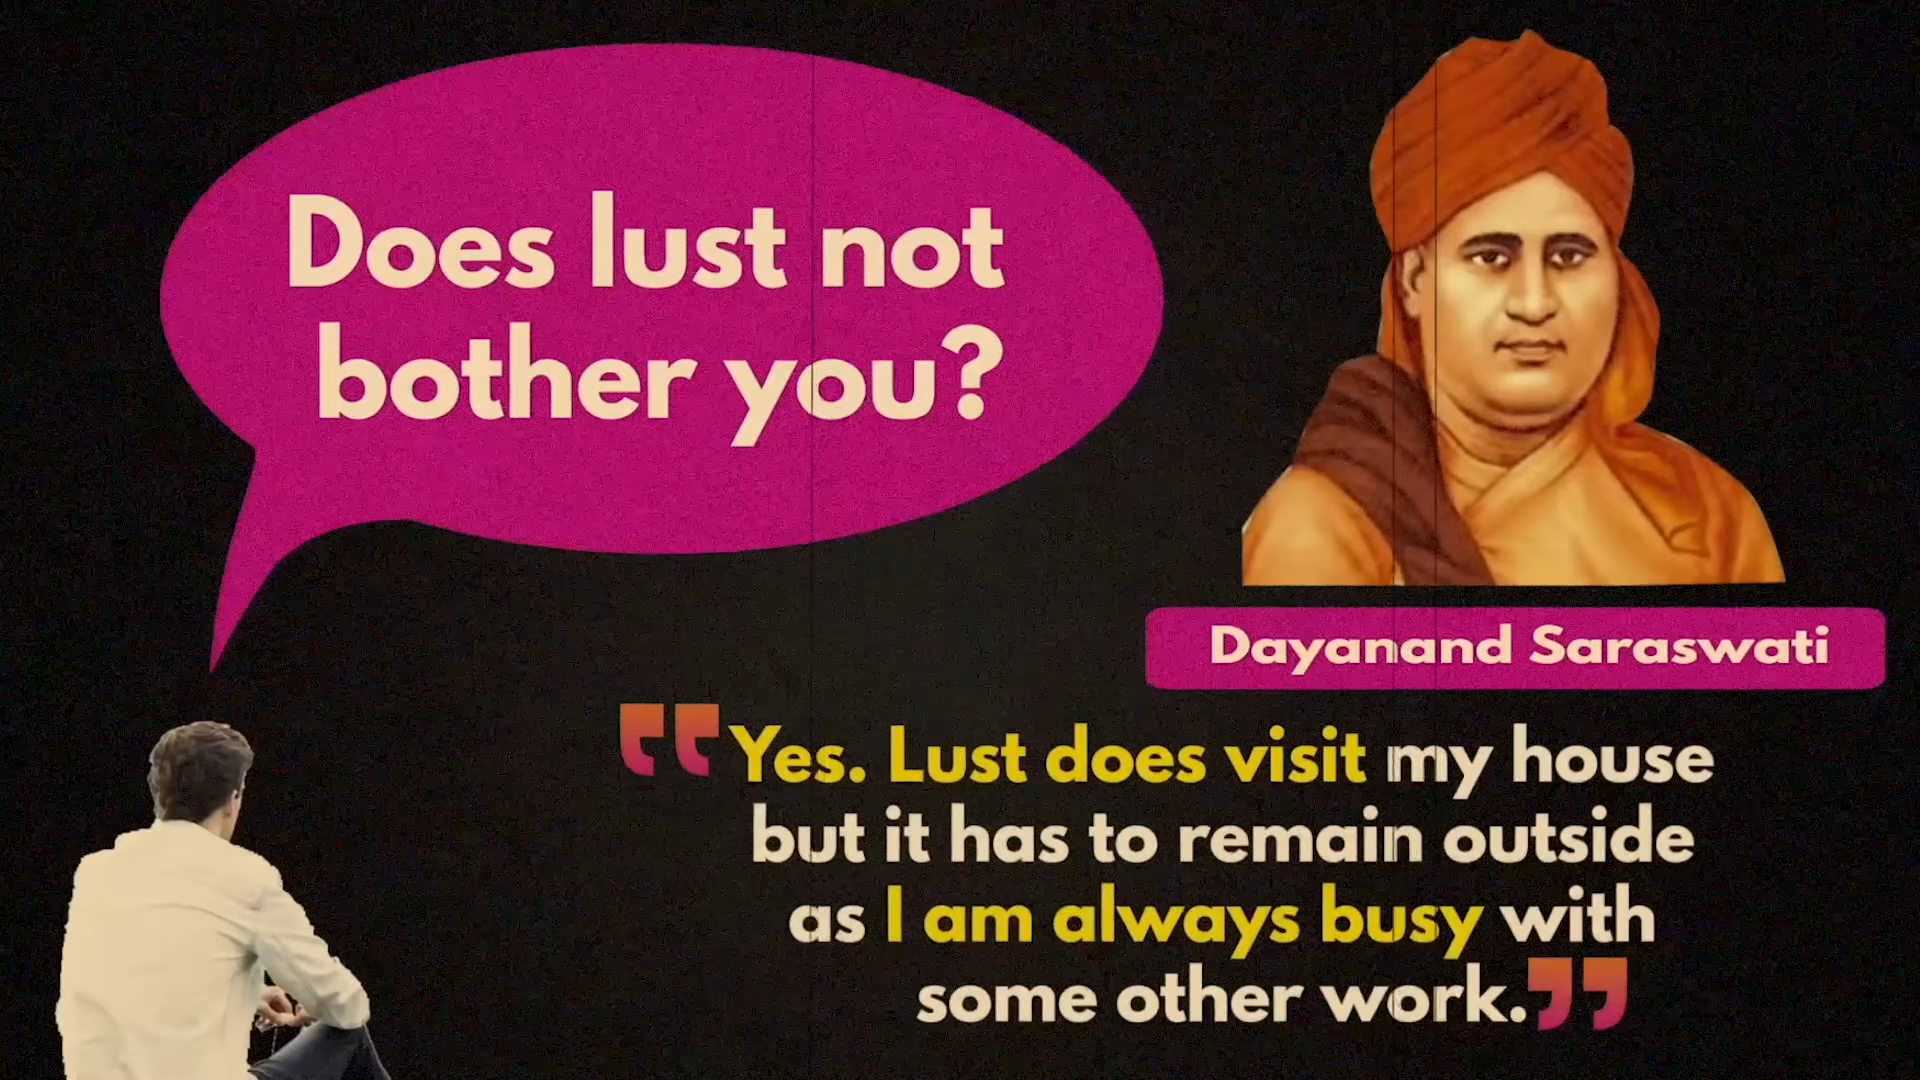 Does lust not
bother you?
Dayanand Saraswati
"Yes. Lust does visit my house
but it has to remain outside
as I am always busy with
some other work."